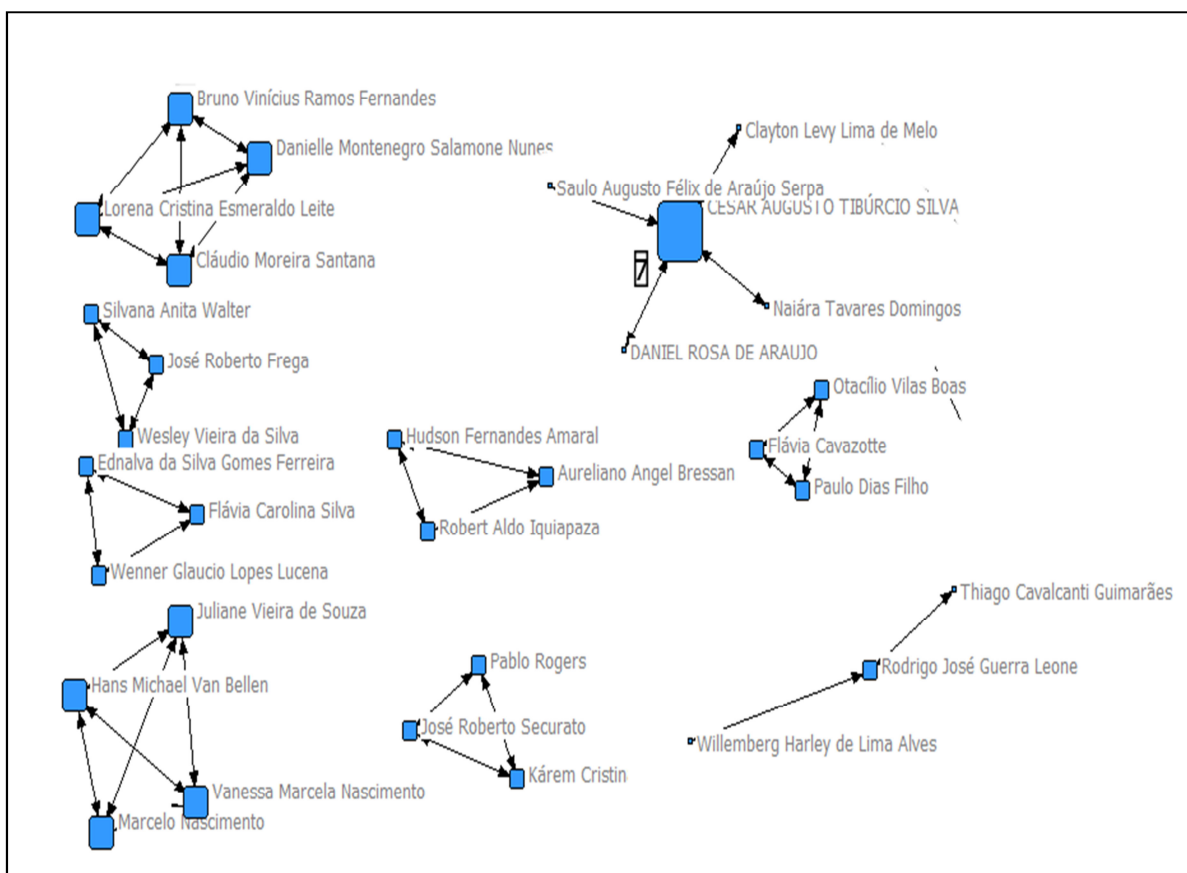 Bruno Vinícius Ramos Fernandes
Danielle Montenegro Salamone Nunes
Lorena Cristina Esmeraldo Leite
Cláudio Moreira Santana
Clayton Levy Lima de Melo
Saulo Augusto Félix de Araújo Serpa
CESAR AUGUSTO TIBÚRCIO SILVA
7
Naiára Tavares Domingos
DANIEL ROSA DE ARAUJO
Silvana Anita Walter
José Roberto Frega
Wesley Vieira da Silva
Otacílio Vilas Boas
Flávia Cavazotte
Paulo Dias Filho
Hudson Fernandes Amaral
Aureliano Angel Bressan
Robert Aldo Iquiapaza
Ednalva da Silva Gomes Ferreira
Flávia Carolina Silva
Wenner Glaucio Lopes Lucena
Juliane Vieira de Souza
Hans Michael Van Bellen
Vanessa Marcela Nascimento
Marcelo Nascimento
Pablo Rogers
José Roberto Securato
Kárem Cristin
Thiago Cavalcanti Guimarães
Rodrigo José Guerra Leone
Willemberg Harley de Lima Alves